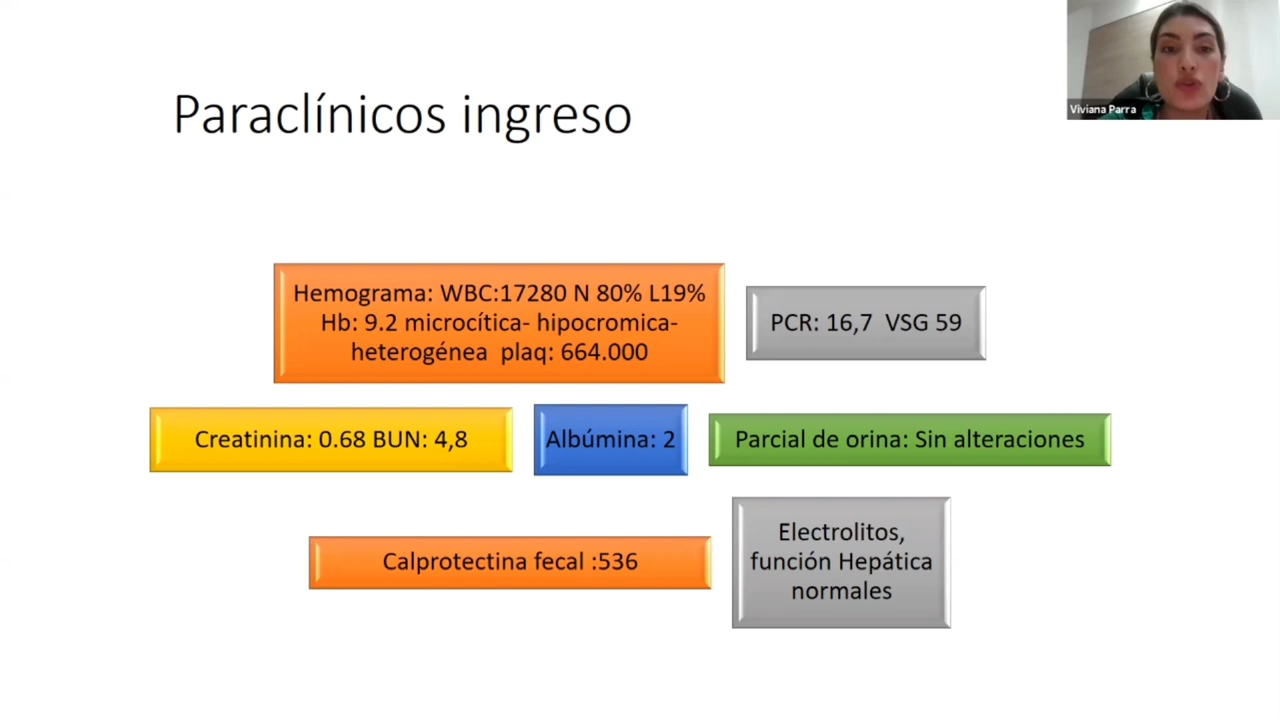 Paraclínicos ingreso
Viviana Parra
Hemograma: WBC:17280 N 80% L19%
Hb: 9.2 microcítica- hipocromica-
heterogénea plaq: 664.000
PCR: 16,7 VSG 59
Creatinina: 0.68 BUN: 4,8
Albúmina: 2
Parcial de orina: Sin alteraciones
Calprotectina fecal :536
Electrolitos,
función Hepática
normales